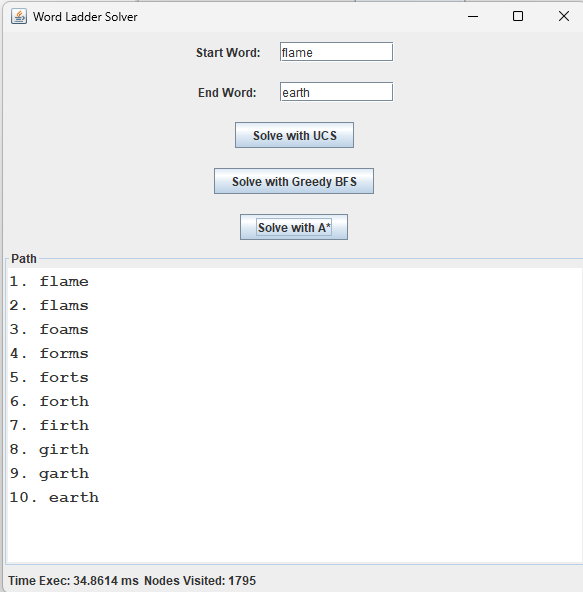 Word Ladder Solver
Start Word: flame
End Word: earth
Solve with UCS
Solve with Greedy BFS
Solve with A*
Path
1. flame
2. flams
3. foams
4. forms
5. forts
6. forth
7. firth
8. girth
9. garth
10. earth
Time Exec: 34.8614 ms Nodes Visited: 1795